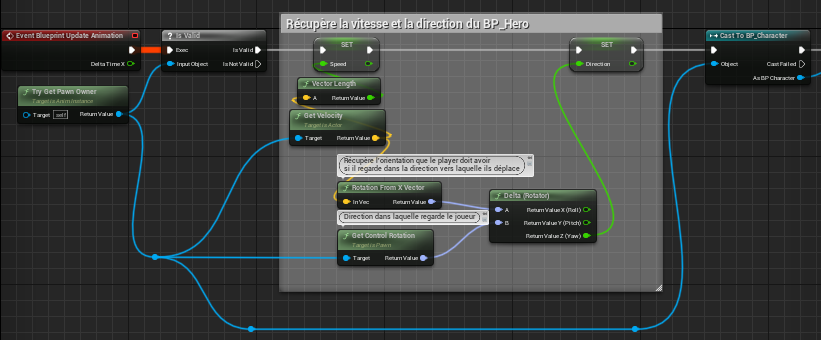 Récupère la vitesse et la direction du BP_Hero
Event Blueprint Update Animation
Delta Time X
? Is Valid
Exec
Is Valid
Input Object
Is Not Valid
SET
Speed
SET
Direction
Cast To BP_Character
Object
Cast Failed
As BP Character
Try Get Pawn Owner
Target is Anim Instance
Target
self
Return Value
Vector Length
A
Return Value
Get Velocity
Target is Actor
Target
Return Value
Récupère l'orientation que le player doit avoir
si il regarde dans la direction vers laquelle ils déplace
Rotation From X Vector
In Vec
Return Value
Direction dans laquelle regarde le joueur
Get Control Rotation
Target is Pawn
Target
Return Value
Delta (Rotator)
A
Return Value X (Roll)
B
Return Value Y (Pitch)
Return Value Z (Yaw)